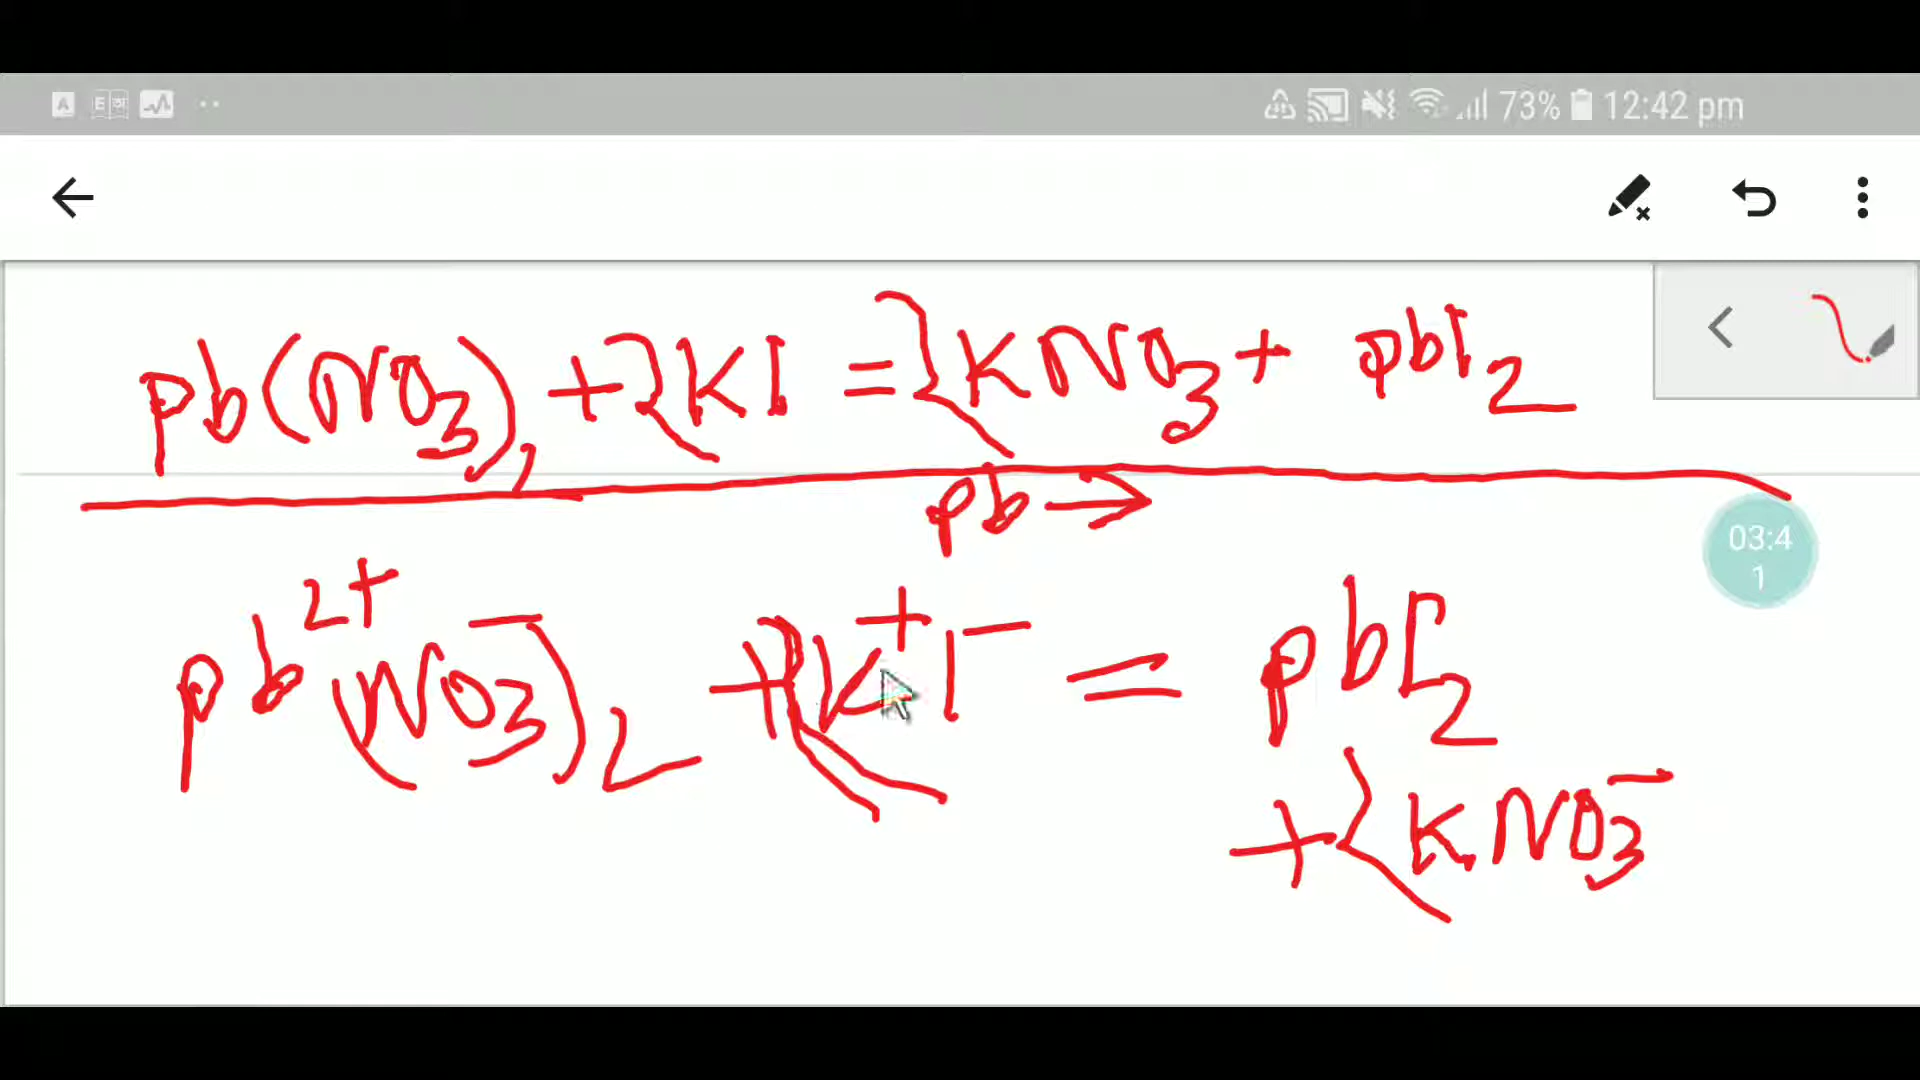 A E 73% 12:42 pm
pb(NO3)2 + 2KI = 2KNO3 + pbI2
pb →
03:4
1
pb2+(NO3-)2 + 2K+I- = pbI2
+ 2KNO3-